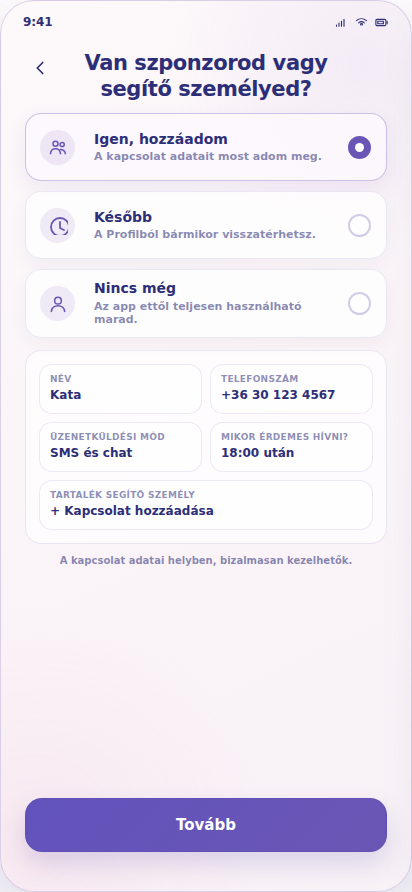 9:41
Van szponzorod vagy
segítő személyed?
Igen, hozzáadom
A kapcsolat adatait most adom meg.
Később
A Profilból bármikor visszatérhetsz.
Nincs még
Az app ettől teljesen használható
marad.
NÉV
Kata
TELEFONSZÁM
+36 30 123 4567
ÜZENETKÜLDÉSI MÓD
SMS és chat
MIKOR ÉRDEMES HÍVNI?
18:00 után
TARTALÉK SEGÍTŐ SZEMÉLY
+ Kapcsolat hozzáadása
A kapcsolat adatai helyben, bizalmasan kezelhetők.
Tovább